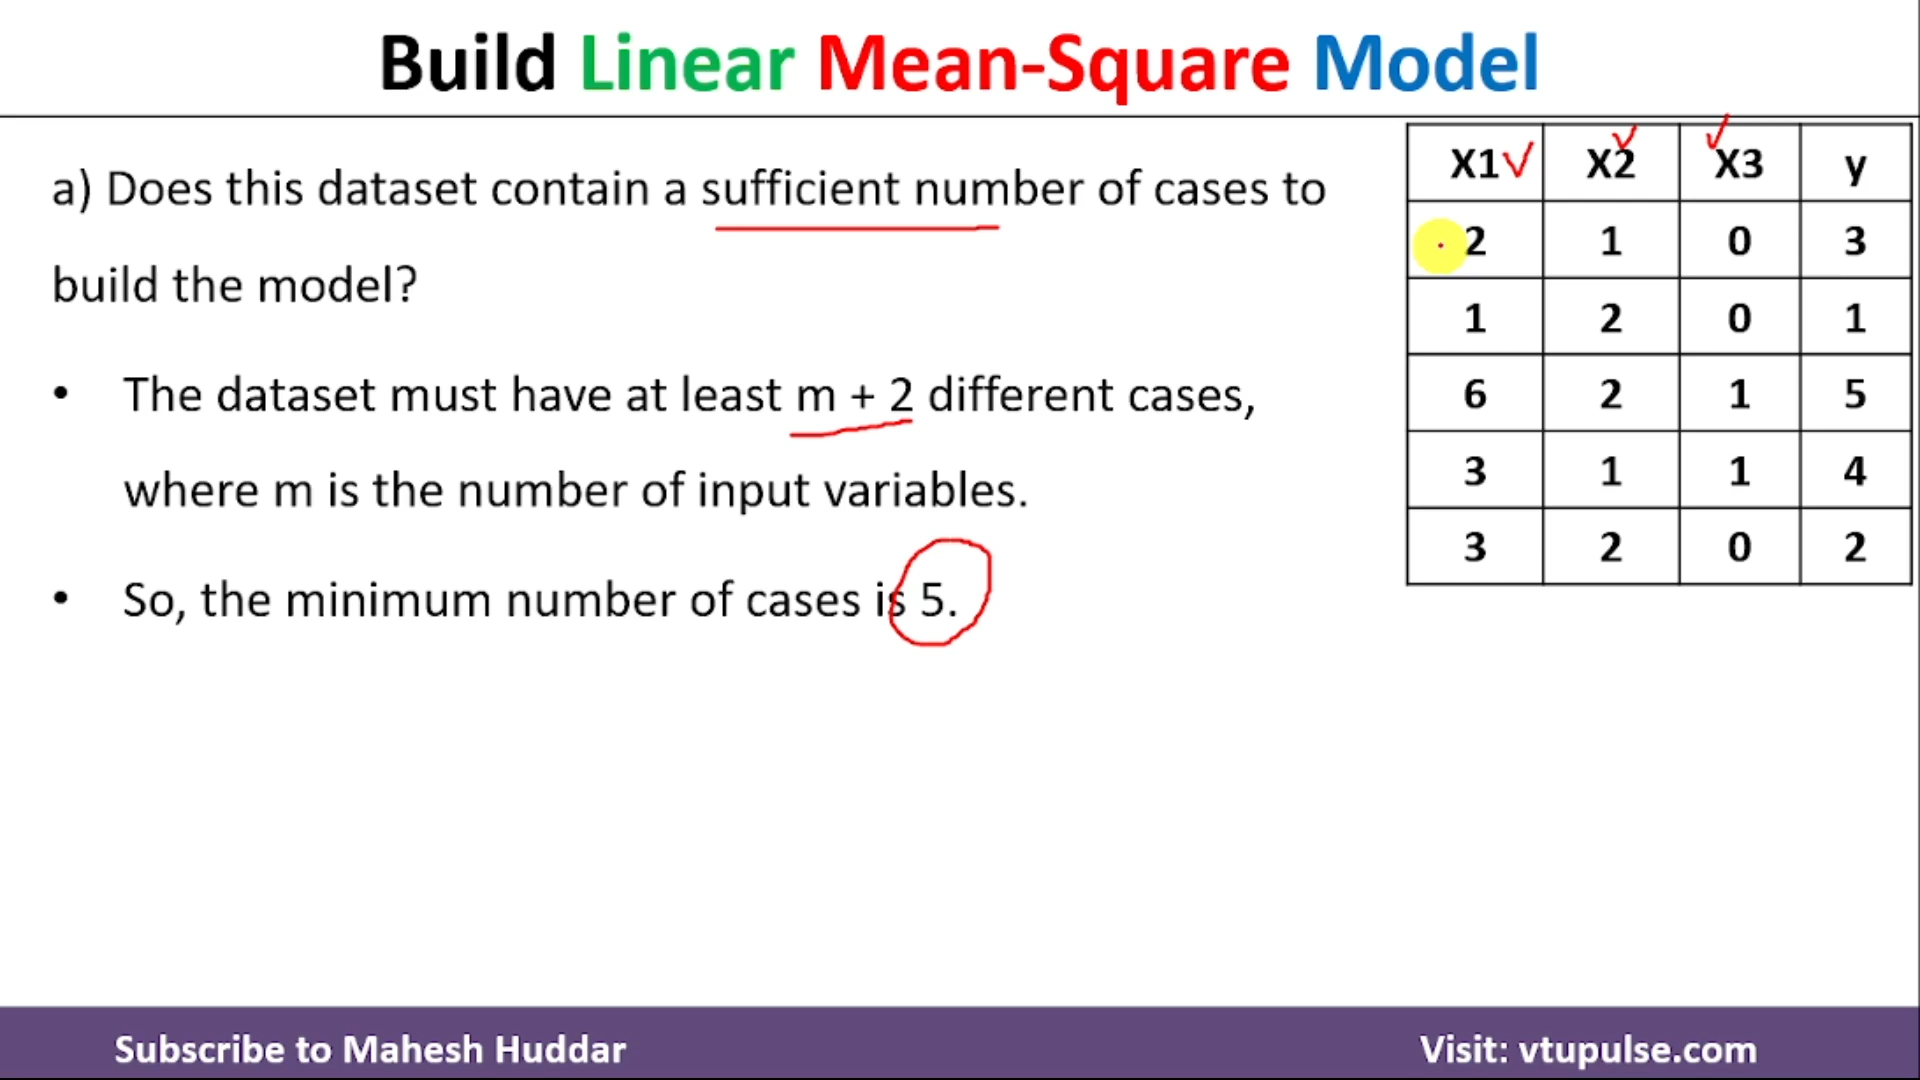 Build Linear Mean-Square Model
a) Does this dataset contain a sufficient number of cases to
build the model?
• The dataset must have at least m + 2 different cases,
where m is the number of input variables.
• So, the minimum number of cases is 5.
X1 X2 X3 y
2 1 0 3
1 2 0 1
6 2 1 5
3 1 1 4
3 2 0 2
Subscribe to Mahesh Huddar
Visit: vtupulse.com